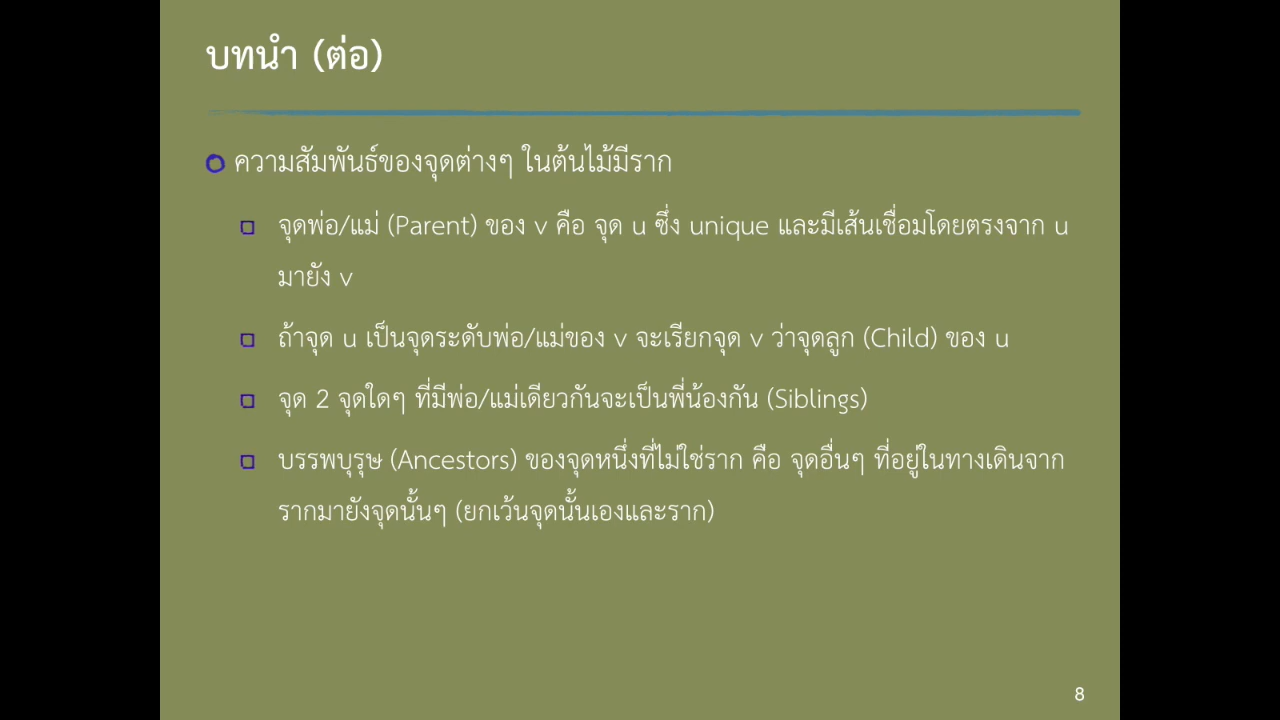 บทนำ (ต่อ)
ความสัมพันธ์ของจุดต่างๆ ในต้นไม้มีราก
จุดพ่อ/แม่ (Parent) ของ v คือ จุด u ซึ่ง unique และมีเส้นเชื่อมโดยตรงจาก u
มายัง v
ถ้าจุด u เป็นจุดระดับพ่อ/แม่ของ v จะเรียกจุด v ว่าจุดลูก (Child) ของ u
จุด 2 จุดใดๆ ที่มีพ่อ/แม่เดียวกันจะเป็นพี่น้องกัน (Siblings)
บรรพบุรุษ (Ancestors) ของจุดหนึ่งที่ไม่ใช่ราก คือ จุดอื่นๆ ที่อยู่ในทางเดินจาก
รากมายังจุดนั้นๆ (ยกเว้นจุดนั้นเองและราก)
8